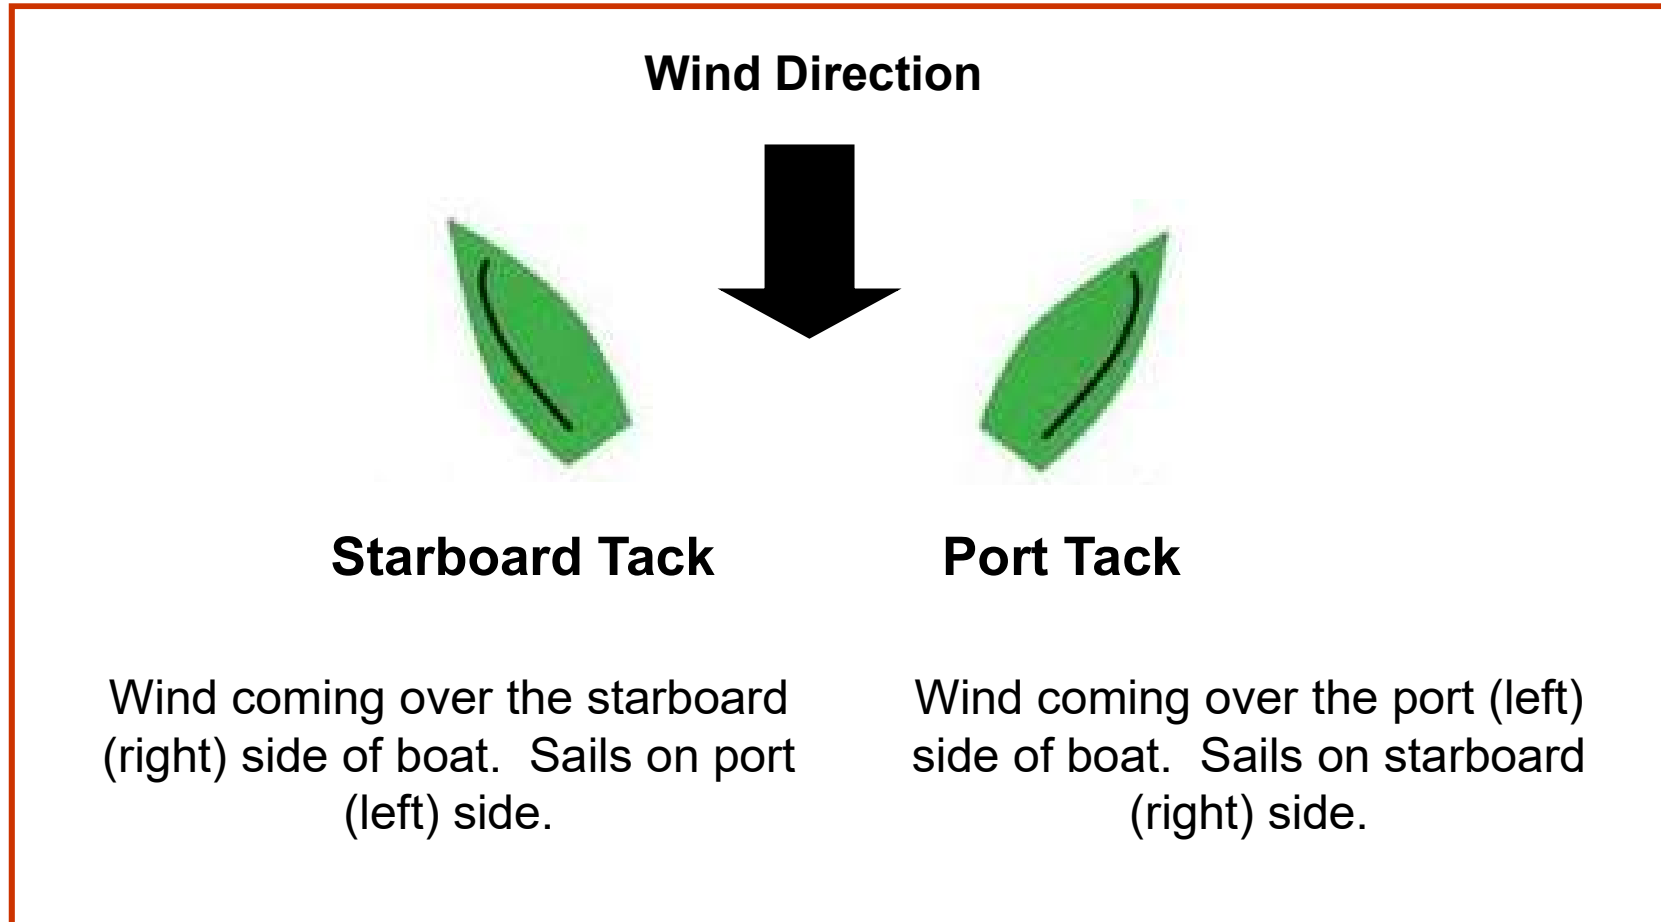 Wind Direction
Starboard Tack
Port Tack
Wind coming over the starboard
(right) side of boat.  Sails on port
(left) side.
Wind coming over the port (left)
side of boat.  Sails on starboard
(right) side.